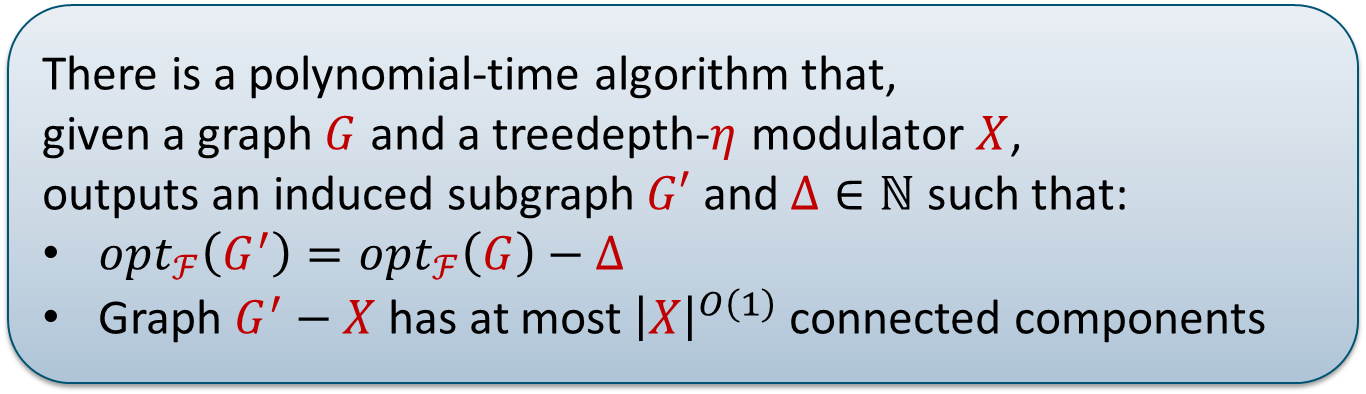 There is a polynomial-time algorithm that,
given a graph G and a treedepth-η modulator X,
outputs an induced subgraph G′ and Δ ∈ ℕ such that:
• opt_ℱ(G′) = opt_ℱ(G) − Δ
• Graph G′ − X has at most |X|^O(1) connected components